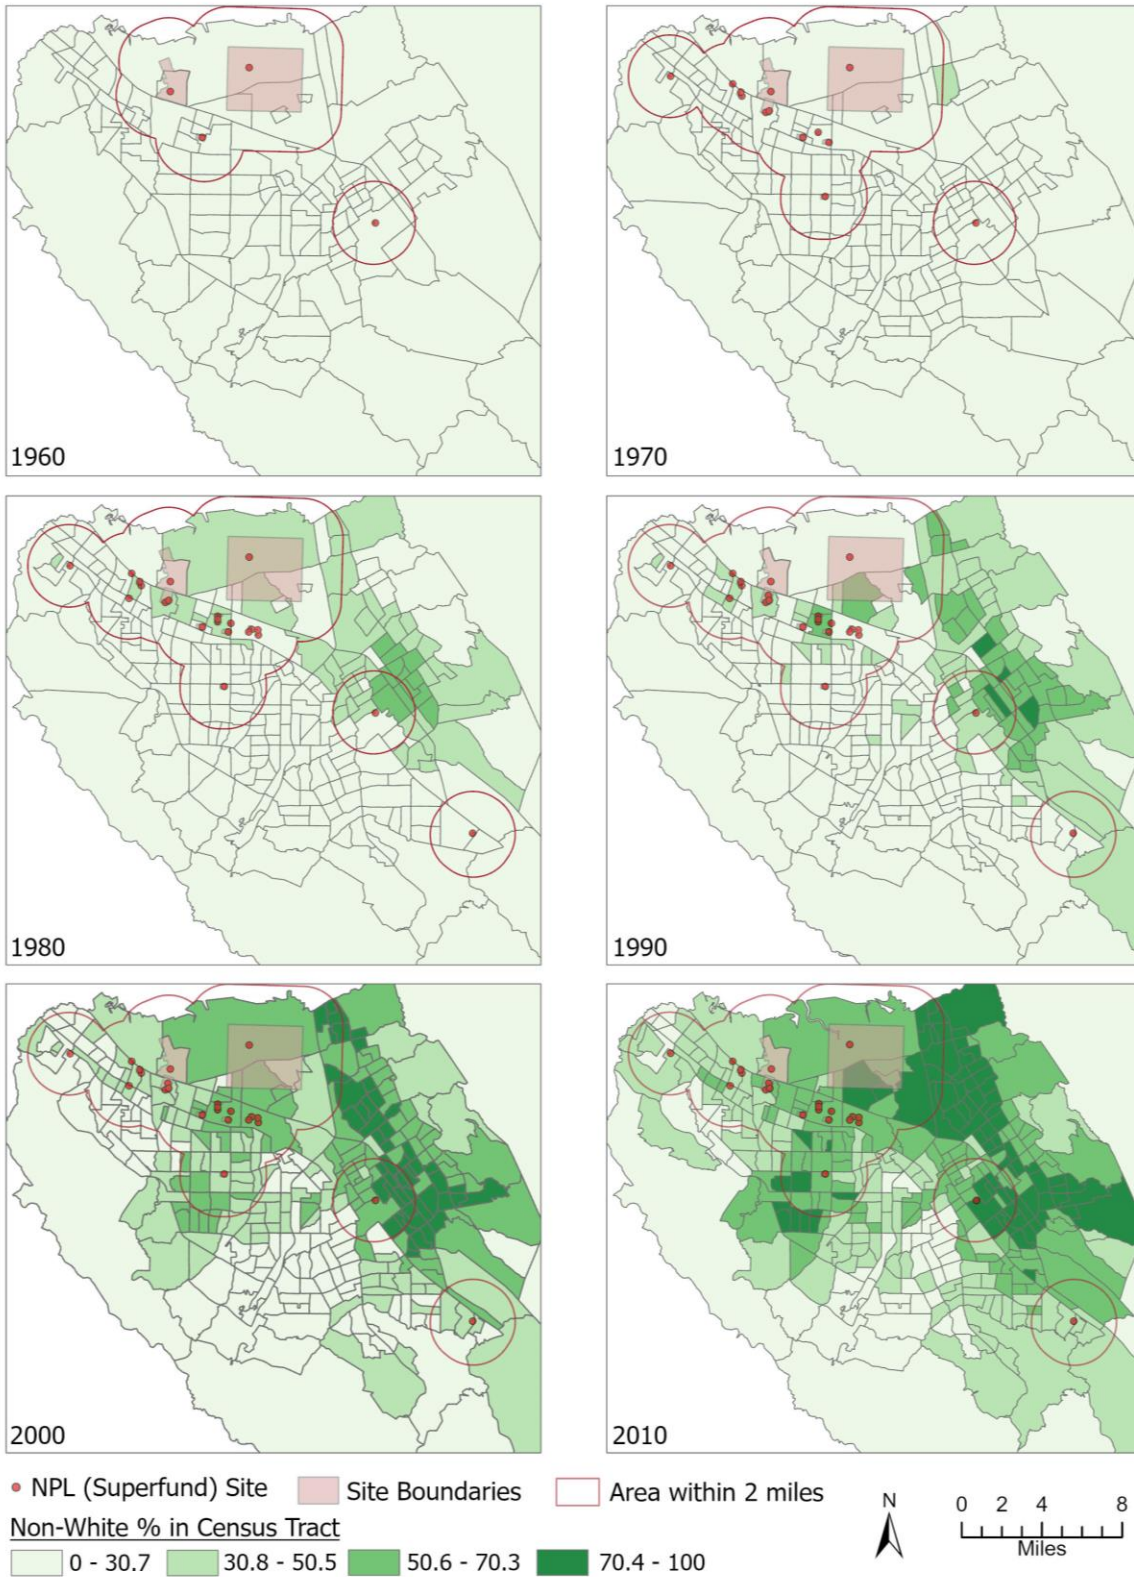 1960
1970
1980
1990
2000
2010
NPL (Superfund) Site
Site Boundaries
Area within 2 miles
Non-White % in Census Tract
0 - 30.7
30.8 - 50.5
50.6 - 70.3
70.4 - 100
N
0 2 4 8
Miles